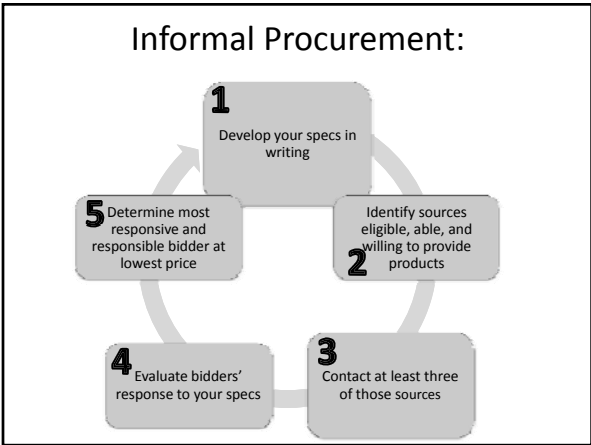 Informal Procurement:
1
Develop your specs in
writing
2
Identify sources
eligible, able, and
willing to provide
products
3
Contact at least three
of those sources
4
Evaluate bidders'
response to your specs
5
Determine most
responsive and
responsible bidder at
lowest price